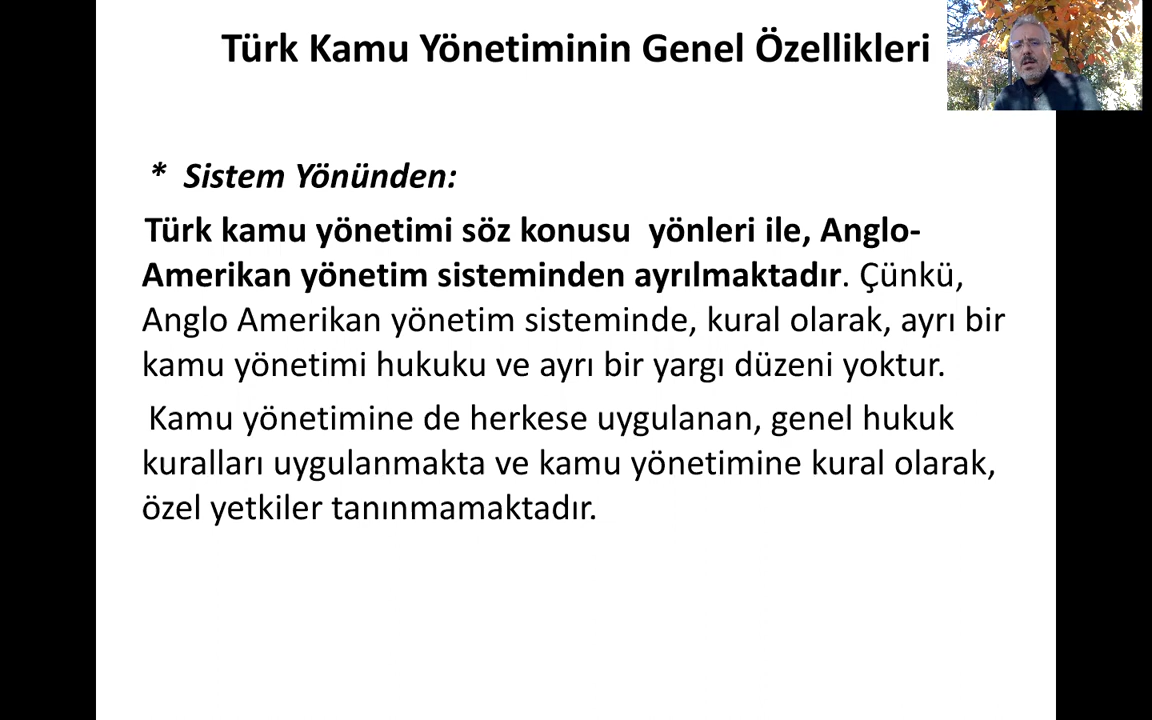 Türk Kamu Yönetiminin Genel Özellikleri
* Sistem Yönünden:
Türk kamu yönetimi söz konusu yönleri ile, Anglo-
Amerikan yönetim sisteminden ayrılmaktadır. Çünkü,
Anglo Amerikan yönetim sisteminde, kural olarak, ayrı bir
kamu yönetimi hukuku ve ayrı bir yargı düzeni yoktur.
Kamu yönetimine de herkese uygulanan, genel hukuk
kuralları uygulanmakta ve kamu yönetimine kural olarak,
özel yetkiler tanınmamaktadır.